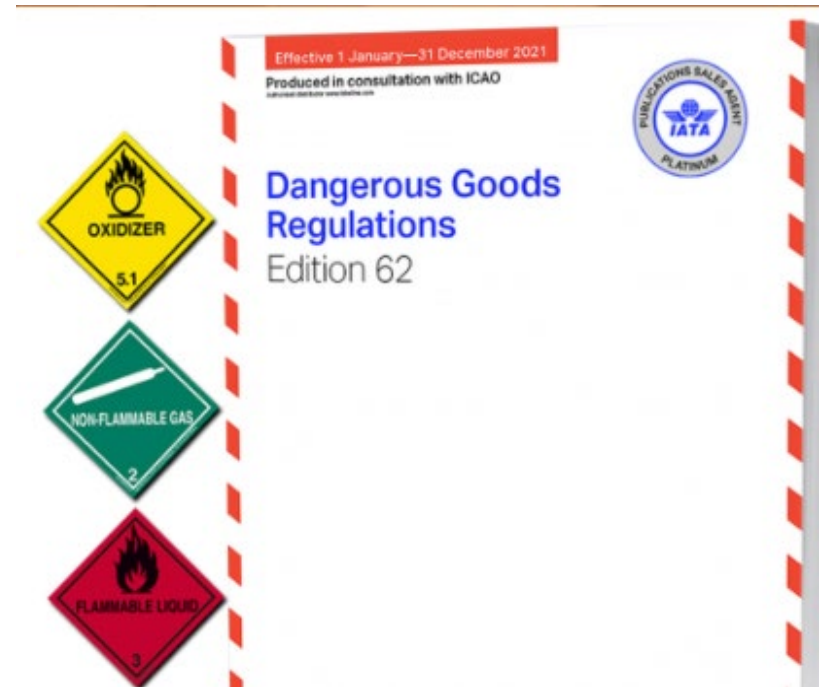 Effective 1 January—31 December 2021
Produced in consultation with ICAO
PUBLICATIONS SALES AGENT
IATA
PLATINUM
Dangerous Goods
Regulations
Edition 62
OXIDIZER
5.1
NON-FLAMMABLE GAS
2
FLAMMABLE LIQUID
3